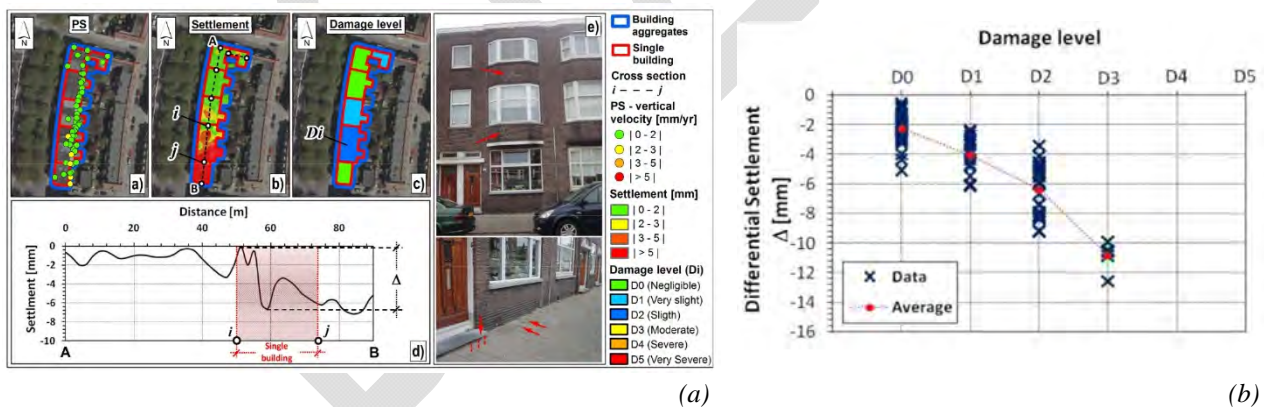 PS
N
a)
Settlement
N
A
i
j
B
b)
Damage level
N
Di
c)
e)
Building
aggregates
Single
building
Cross section
i – – – j
PS - vertical
velocity [mm/yr]
| 0 - 2 |
| 2 - 3 |
| 3 - 5 |
| > 5 |
Settlement [mm]
| 0 - 2 |
| 2 - 3 |
| 3 - 5 |
| > 5 |
Damage level (Di)
D0 (Negligible)
D1 (Very slight)
D2 (Sligth)
D3 (Moderate)
D4 (Severe)
D5 (Very Severe)
Distance [m]
0 20 40 60 80
Settlment [mm]
0
-2
-4
-6
-8
-10
Δ
i
j
A
Single
building
B
d)
(a)
Damage level
D0 D1 D2 D3 D4 D5
Differential Settlement
Δ [mm]
0
-2
-4
-6
-8
-10
-12
-14
-16
Data
Average
(b)